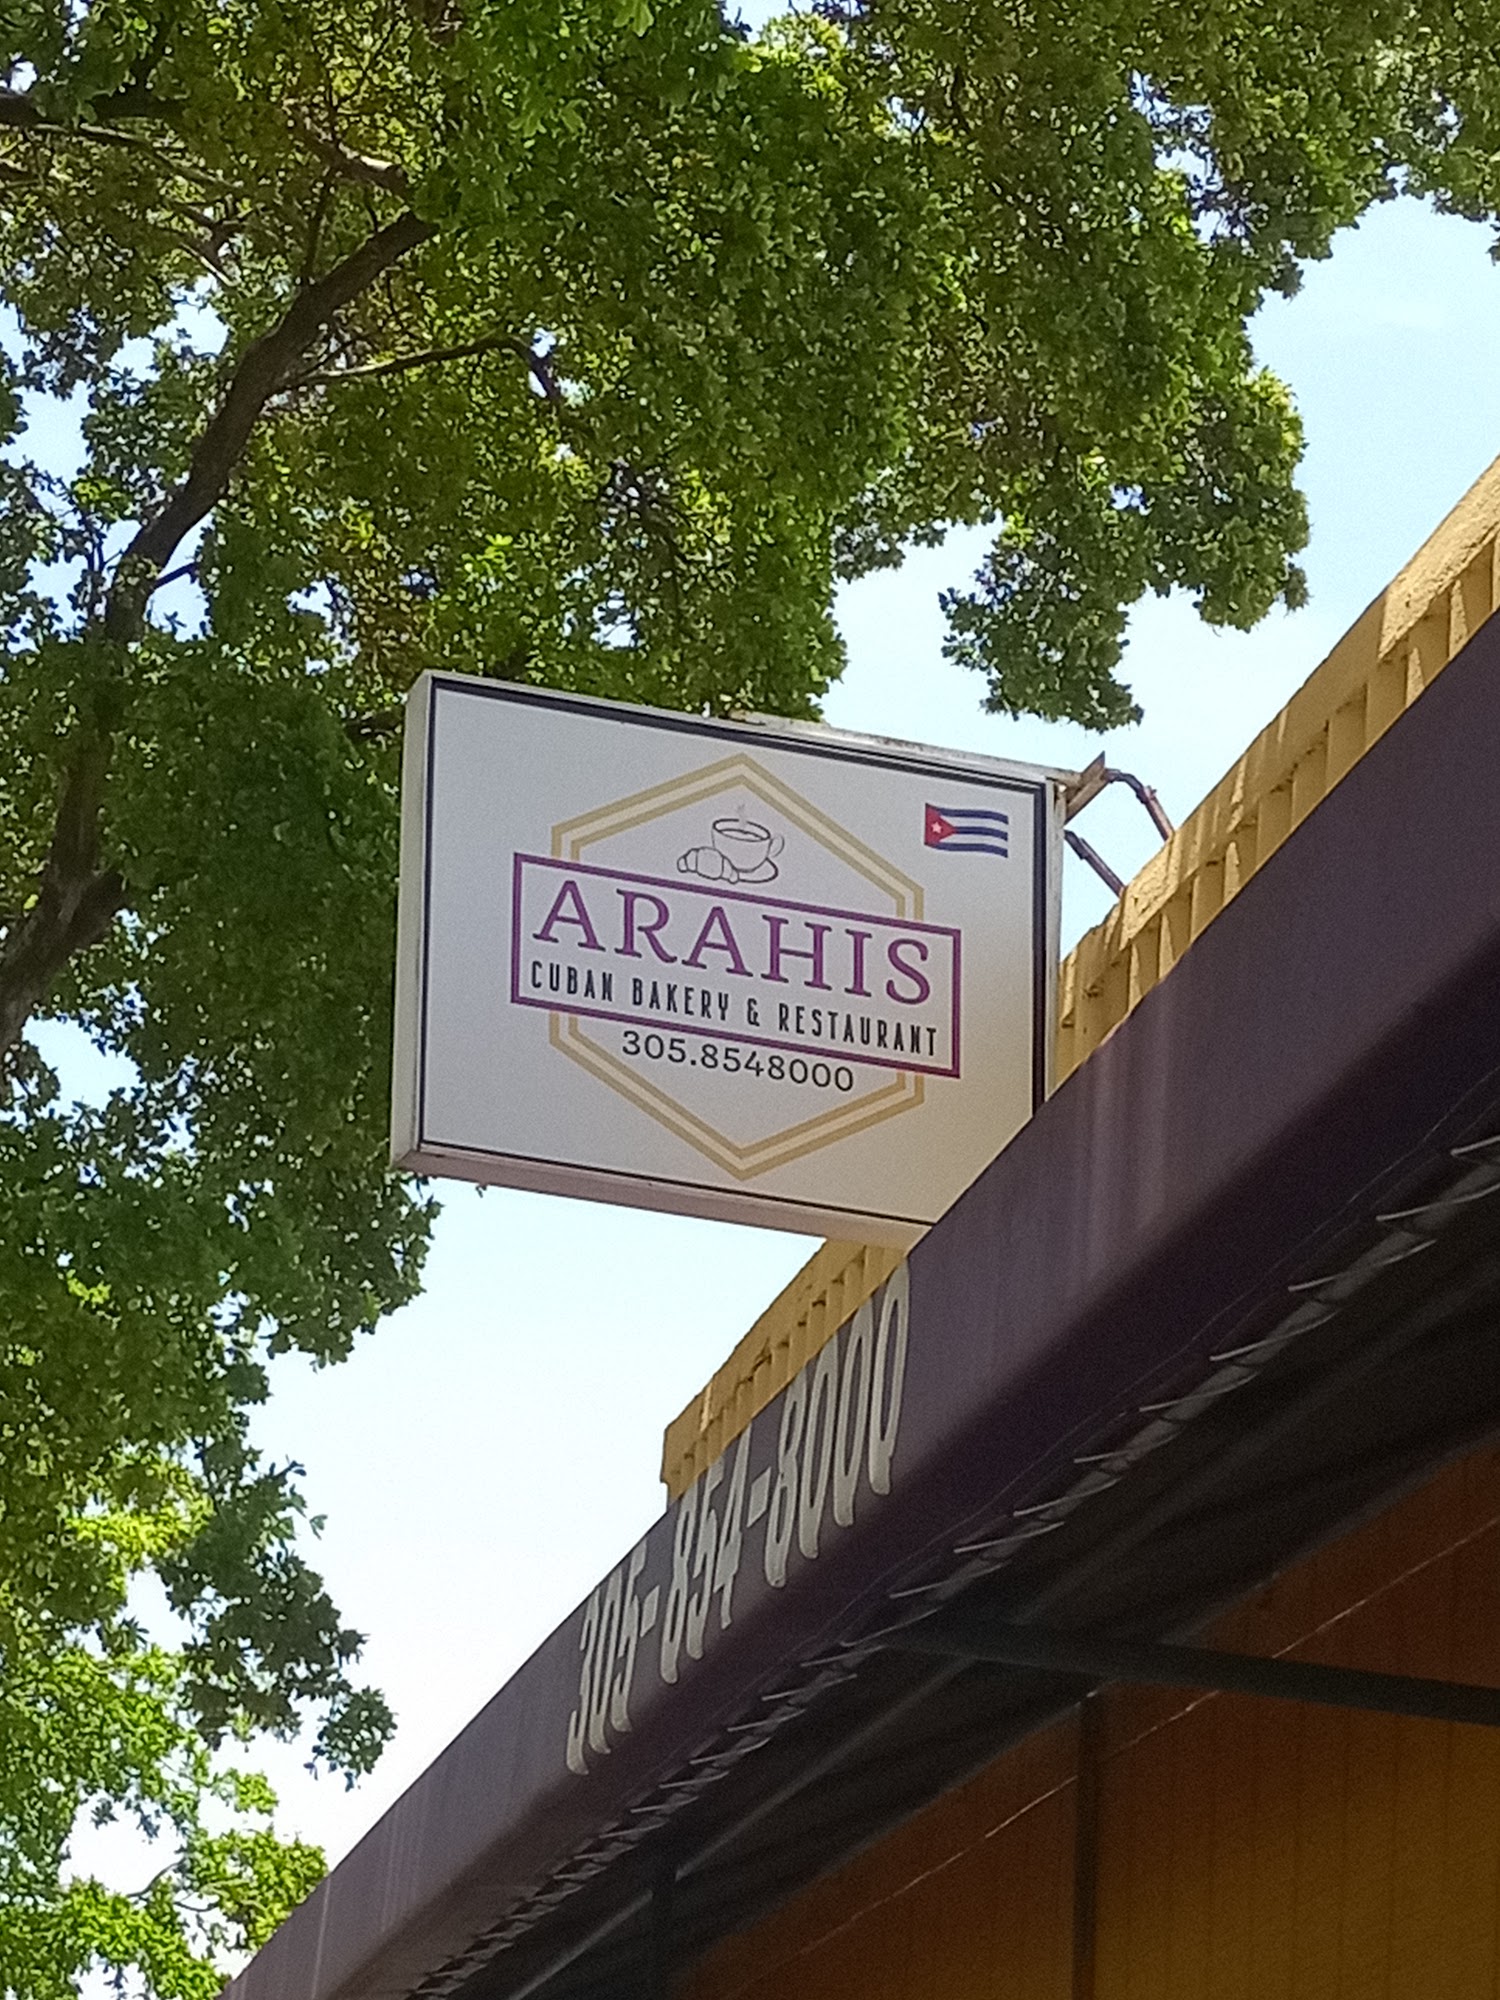 ARAHIS
CUBAN BAKERY & RESTAURANT
305.8548000
305-854-8000